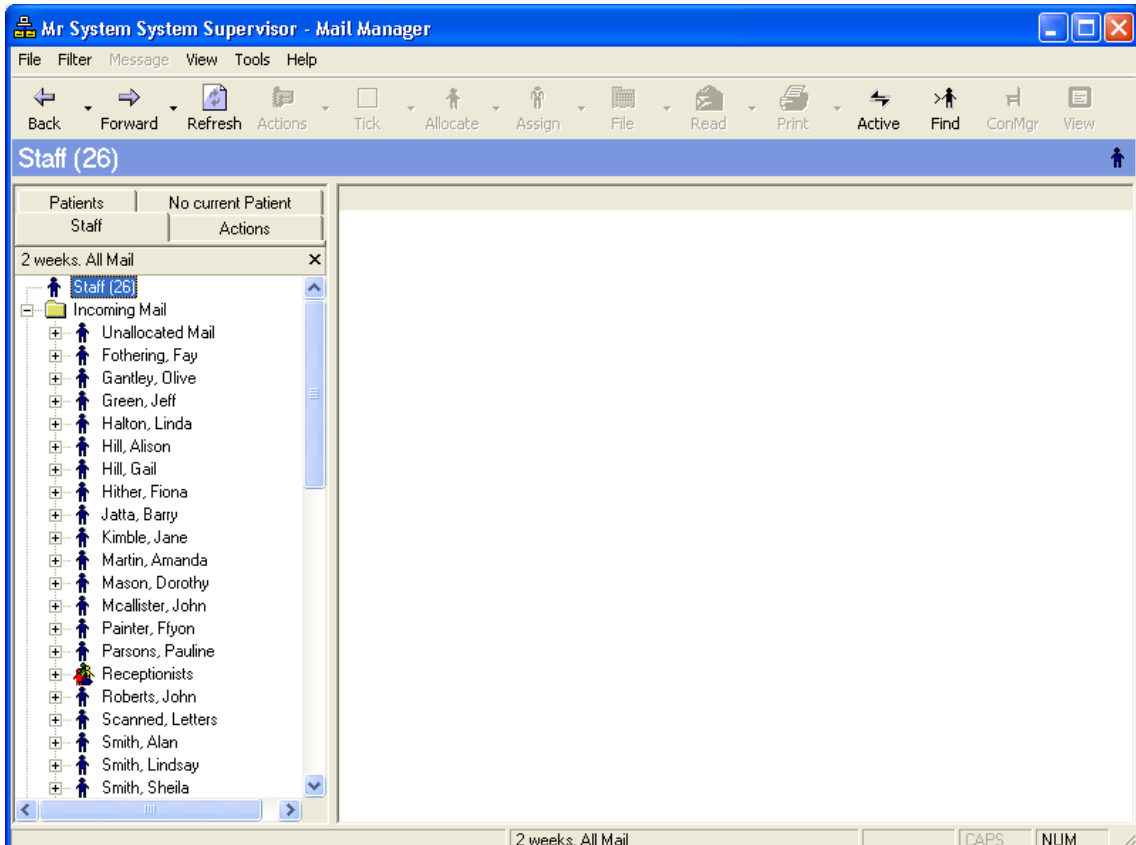 Mr System System Supervisor - Mail Manager
File Filter Message View Tools Help
Back Forward Refresh Actions Tick Allocate Assign File Read Print Active Find ConMgr View
Staff (26)
Patients No current Patient
Staff Actions
2 weeks. All Mail
Staff (26)
Incoming Mail
Unallocated Mail
Fothering, Fay
Gantley, Olive
Green, Jeff
Halton, Linda
Hill, Alison
Hill, Gail
Hither, Fiona
Jatta, Barry
Kimble, Jane
Martin, Amanda
Mason, Dorothy
Mcallister, John
Painter, Ffyon
Parsons, Pauline
Receptionists
Roberts, John
Scanned, Letters
Smith, Alan
Smith, Lindsay
Smith, Sheila
2 weeks. All Mail CAPS NUM